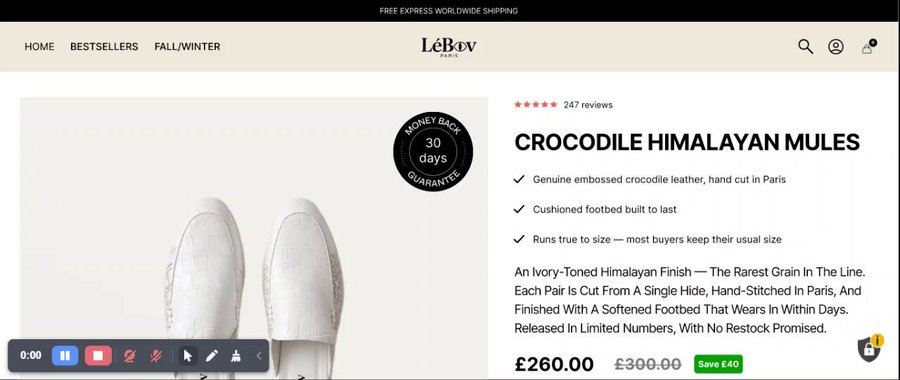 FREE EXPRESS WORLDWIDE SHIPPING
HOME BESTSELLERS FALL/WINTER
LéBov
PARIS
0
247 reviews
MONEY BACK
30
days
GUARANTEE
CROCODILE HIMALAYAN MULES
Genuine embossed crocodile leather, hand cut in Paris
Cushioned footbed built to last
Runs true to size — most buyers keep their usual size
An Ivory-Toned Himalayan Finish — The Rarest Grain In The Line.
Each Pair Is Cut From A Single Hide, Hand-Stitched In Paris, And
Finished With A Softened Footbed That Wears In Within Days.
Released In Limited Numbers, With No Restock Promised.
£260.00 £300.00 Save £40
0:00